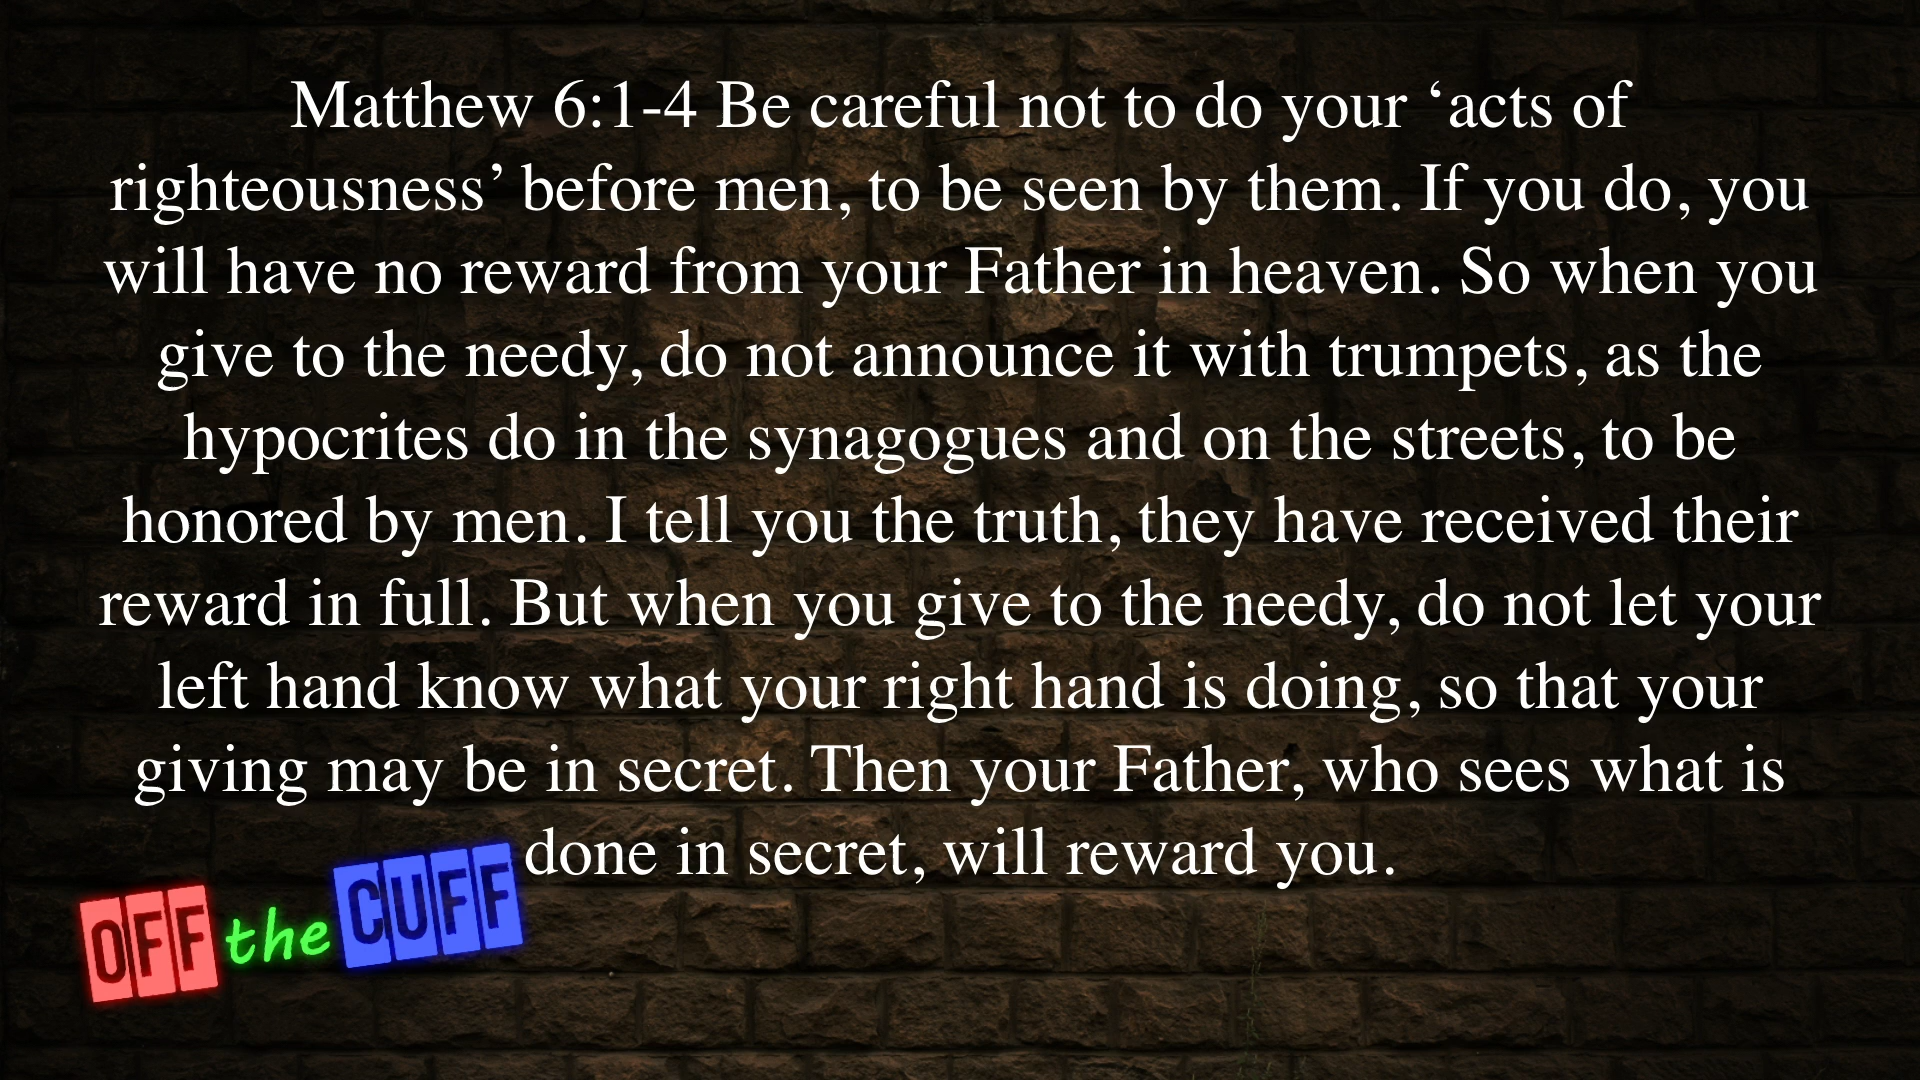 Matthew 6:1-4 Be careful not to do your ‘acts of
righteousness’ before men, to be seen by them. If you do, you
will have no reward from your Father in heaven. So when you
give to the needy, do not announce it with trumpets, as the
hypocrites do in the synagogues and on the streets, to be
honored by men. I tell you the truth, they have received their
reward in full. But when you give to the needy, do not let your
left hand know what your right hand is doing, so that your
giving may be in secret. Then your Father, who sees what is
done in secret, will reward you.
OFF the CUFF